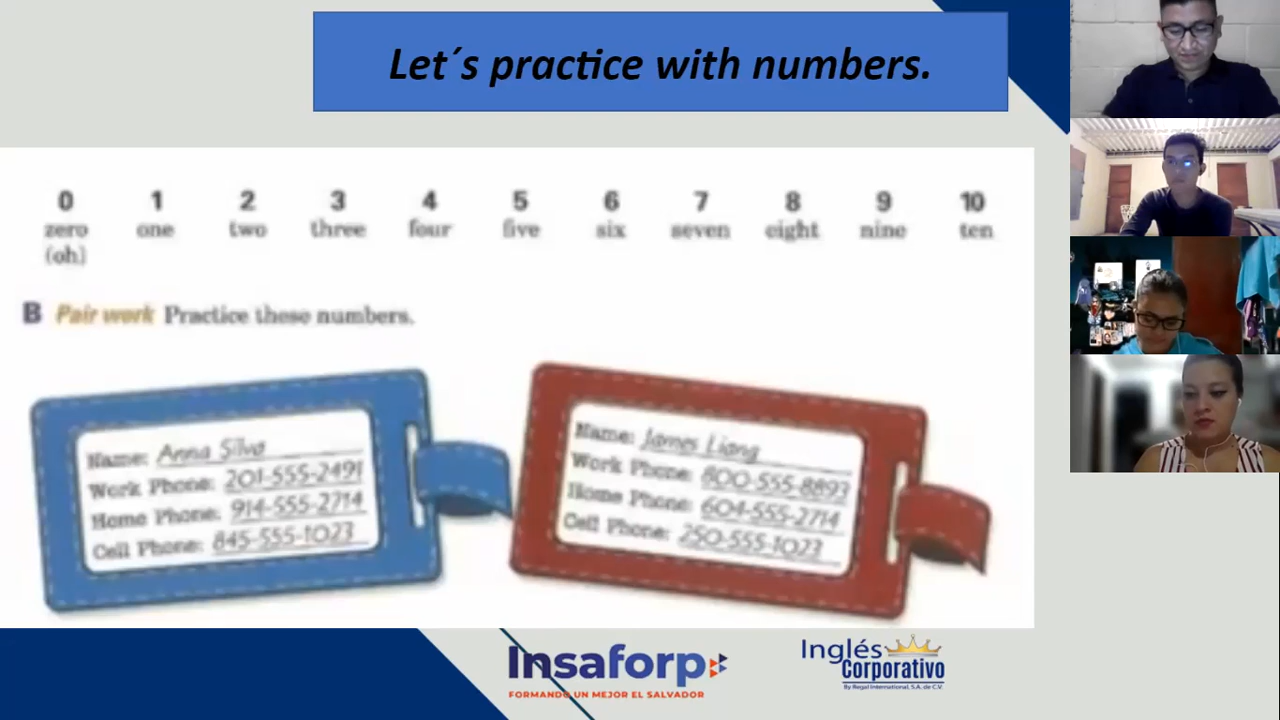 Let´s practice with numbers.
0 1 2 3 4 5 6 7 8 9 10
zero one two three four five six seven eight nine ten
(oh)
B Pair work Practice these numbers.
Name: Anna Silva
Work Phone: 201-555-2491
Home Phone: 914-555-2714
Cell Phone: 845-555-1023
Name: James Liang
Work Phone: 800-555-8893
Home Phone: 604-555-2714
Cell Phone: 250-555-1023
Insaforp
FORMANDO UN MEJOR EL SALVADOR
Inglés
Corporativo
By Regal International, S.A. de C.V.